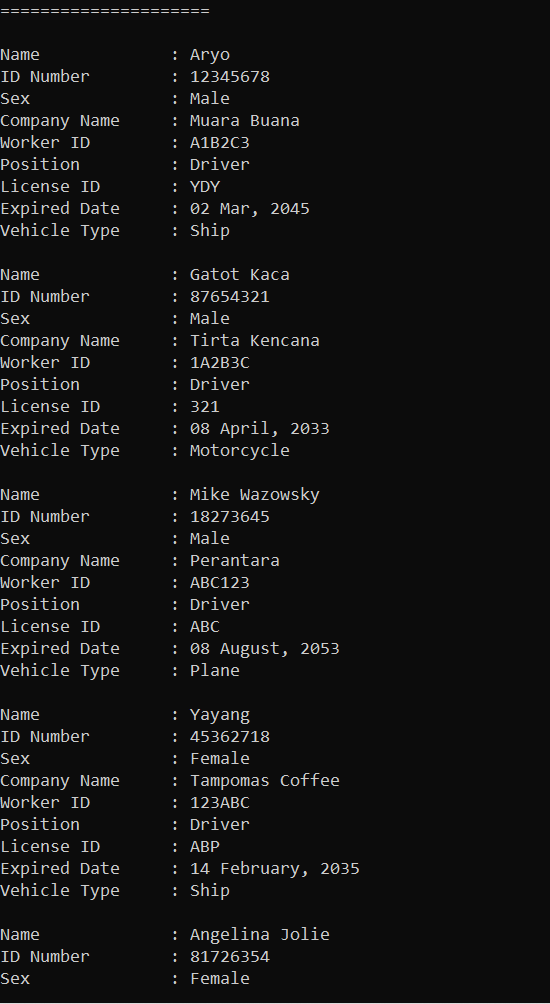 =====================
Name : Aryo
ID Number : 12345678
Sex : Male
Company Name : Muara Buana
Worker ID : A1B2C3
Position : Driver
License ID : YDY
Expired Date : 02 Mar, 2045
Vehicle Type : Ship
Name : Gatot Kaca
ID Number : 87654321
Sex : Male
Company Name : Tirta Kencana
Worker ID : 1A2B3C
Position : Driver
License ID : 321
Expired Date : 08 April, 2033
Vehicle Type : Motorcycle
Name : Mike Wazowsky
ID Number : 18273645
Sex : Male
Company Name : Perantara
Worker ID : ABC123
Position : Driver
License ID : ABC
Expired Date : 08 August, 2053
Vehicle Type : Plane
Name : Yayang
ID Number : 45362718
Sex : Female
Company Name : Tampomas Coffee
Worker ID : 123ABC
Position : Driver
License ID : ABP
Expired Date : 14 February, 2035
Vehicle Type : Ship
Name : Angelina Jolie
ID Number : 81726354
Sex : Female